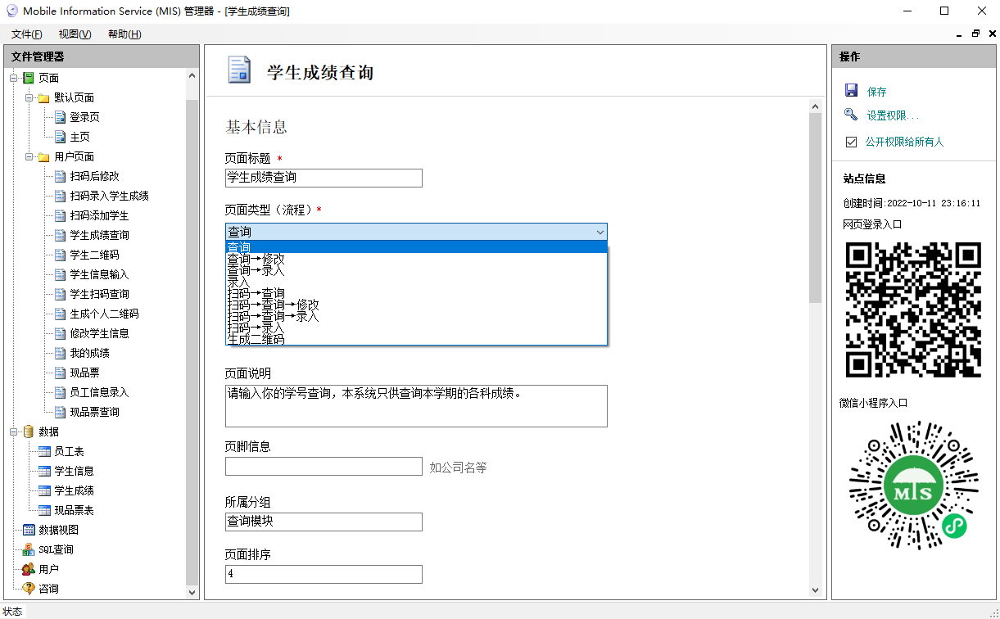 Mobile Information Service (MIS) 管理器 - [学生成绩查询]
文件(F) 视图(V) 帮助(H)
文件管理器
页面
默认页面
登录页
主页
用户页面
扫码后修改
扫码录入学生成绩
扫码添加学生
学生成绩查询
学生二维码
学生信息输入
学生扫码查询
生成个人二维码
修改学生信息
我的成绩
现品票
员工信息录入
现品票查询
数据
员工表
学生信息
学生成绩
现品票表
数据视图
SQL查询
用户
咨询
学生成绩查询
基本信息
页面标题 *
学生成绩查询
页面类型（流程）*
查询
查询
查询→修改
查询→录入
录入
扫码→查询
扫码→查询→修改
扫码→查询→录入
扫码→录入
生成二维码
页面说明
请输入你的学号查询，本系统只供查询本学期的各科成绩。
页脚信息
如公司名等
所属分组
查询模块
页面排序
4
操作
保存
设置权限...
公开权限给所有人
站点信息
创建时间:2022-10-11 23:16:11
网页登录入口
微信小程序入口
MIS
状态